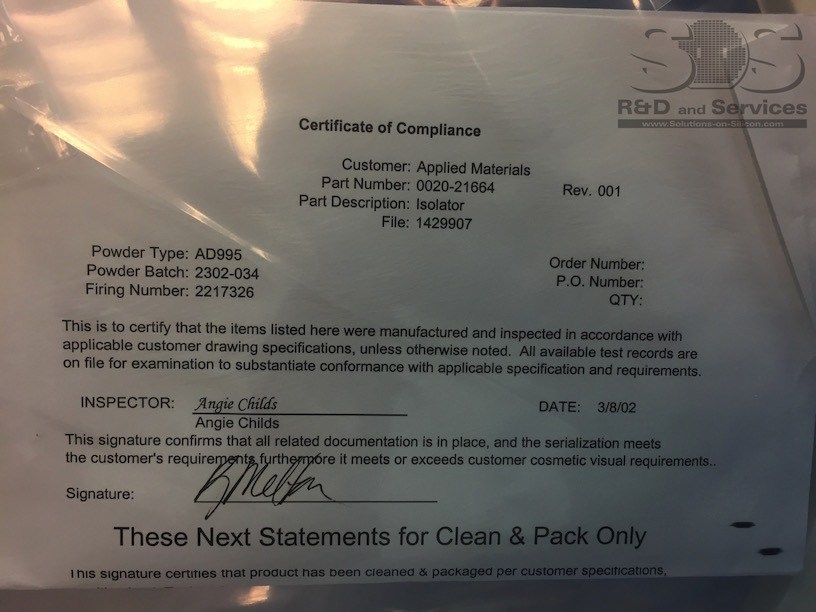 SOS
R&D and Services
www.Solutions-on-Silicon.com
Certificate of Compliance
Customer: Applied Materials
Part Number: 0020-21664 Rev. 001
Part Description: Isolator
File: 1429907
Powder Type: AD995
Powder Batch: 2302-034
Firing Number: 2217326
Order Number:
P.O. Number:
QTY:
This is to certify that the items listed here were manufactured and inspected in accordance with
applicable customer drawing specifications, unless otherwise noted. All available test records are
on file for examination to substantiate conformance with applicable specification and requirements.
INSPECTOR: Angie Childs DATE: 3/8/02
Angie Childs
This signature confirms that all related documentation is in place, and the serialization meets
the customer's requirements furthermore it meets or exceeds customer cosmetic visual requirements..
Signature:
These Next Statements for Clean & Pack Only
This signature certifies that product has been cleaned & packaged per customer specifications,